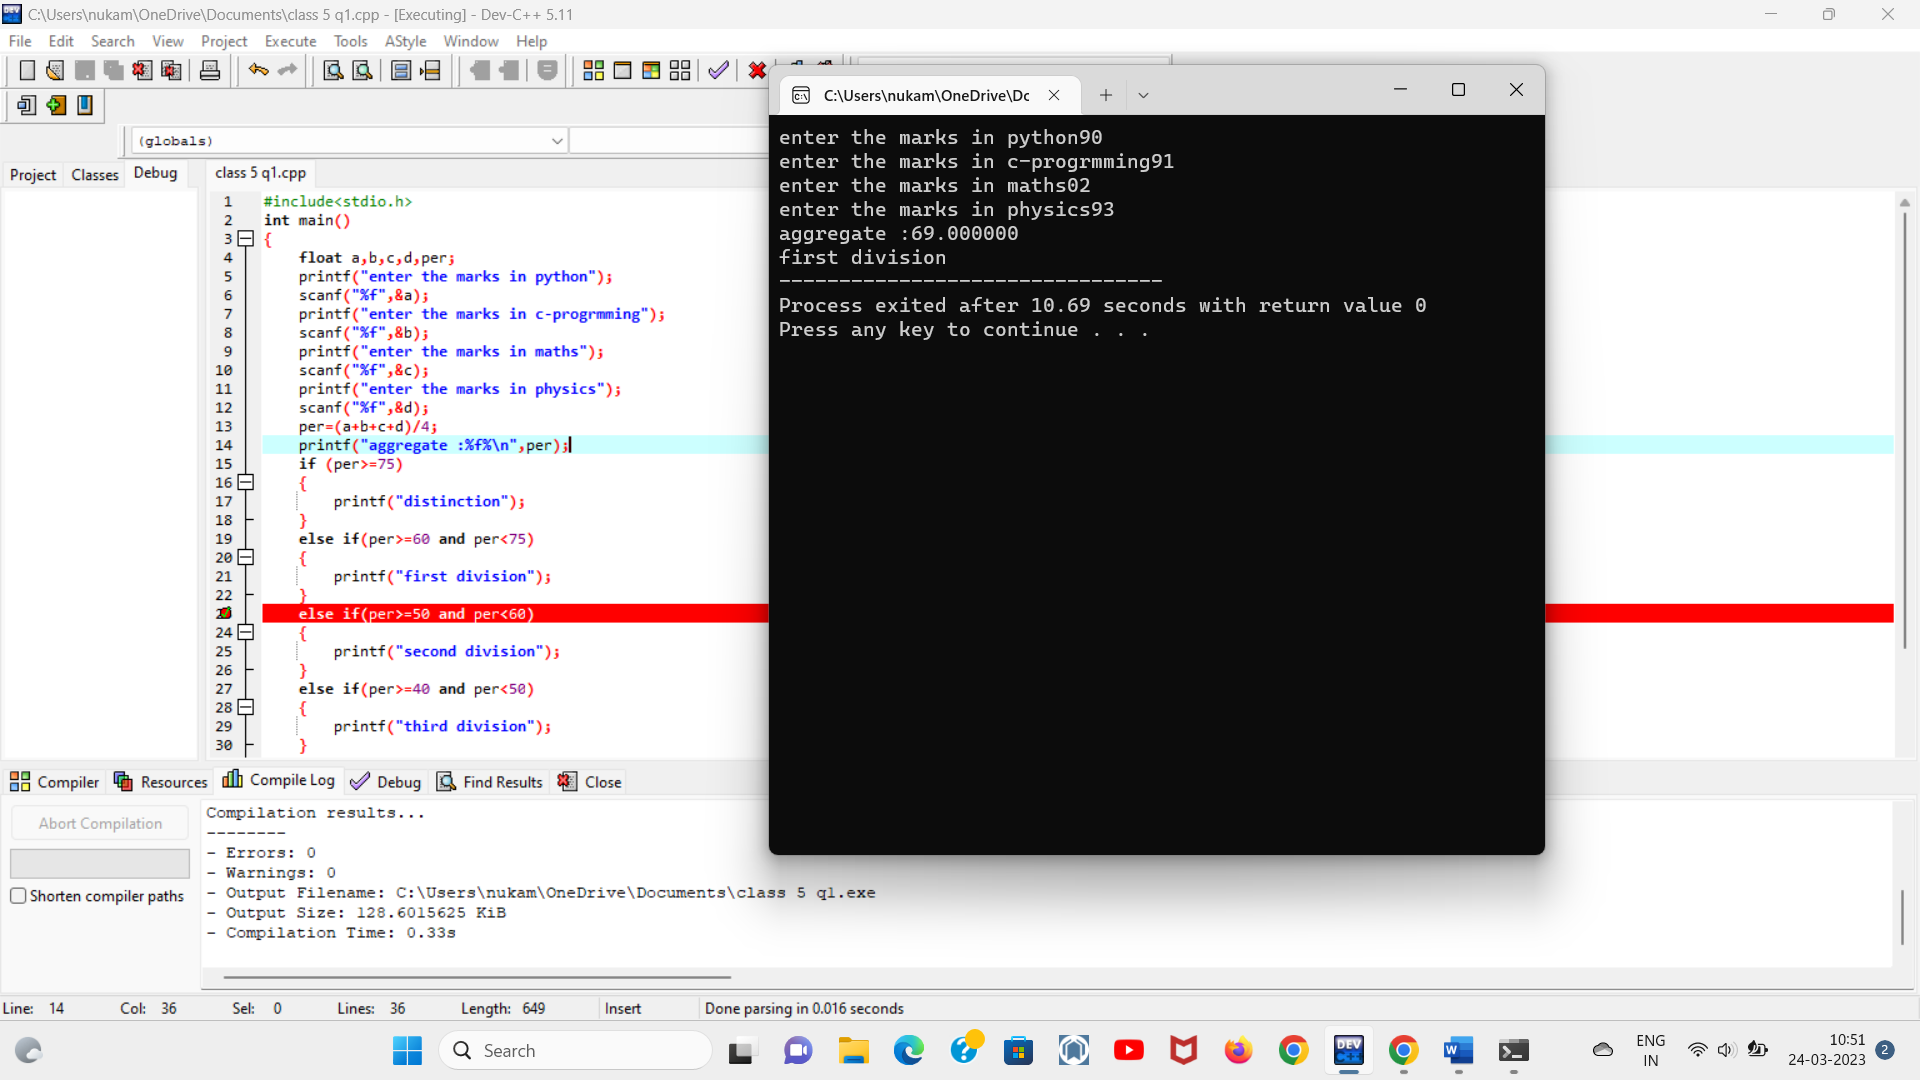 C:\Users\nukam\OneDrive\Documents\class 5 q1.cpp - [Executing] - Dev-C++ 5.11
File Edit Search View Project Execute Tools AStyle Window Help
(globals)
Project Classes Debug
class 5 q1.cpp
1 #include<stdio.h>
2 int main()
3 {
4 float a,b,c,d,per;
5 printf("enter the marks in python");
6 scanf("%f",&a);
7 printf("enter the marks in c-progrmming");
8 scanf("%f",&b);
9 printf("enter the marks in maths");
10 scanf("%f",&c);
11 printf("enter the marks in physics");
12 scanf("%f",&d);
13 per=(a+b+c+d)/4;
14 printf("aggregate :%f%\n",per);
15 if (per>=75)
16 {
17 printf("distinction");
18 }
19 else if(per>=60 and per<75)
20 {
21 printf("first division");
22 }
else if(per>=50 and per<60)
24 {
25 printf("second division");
26 }
27 else if(per>=40 and per<50)
28 {
29 printf("third division");
30 }
C:\Users\nukam\OneDrive\Dc
enter the marks in python90
enter the marks in c-progrmming91
enter the marks in maths02
enter the marks in physics93
aggregate :69.000000
first division
--------------------------------
Process exited after 10.69 seconds with return value 0
Press any key to continue . . .
Compiler Resources Compile Log Debug Find Results Close
Abort Compilation
Shorten compiler paths
Compilation results...
--------
- Errors: 0
- Warnings: 0
- Output Filename: C:\Users\nukam\OneDrive\Documents\class 5 q1.exe
- Output Size: 128.6015625 KiB
- Compilation Time: 0.33s
Line: 14 Col: 36 Sel: 0 Lines: 36 Length: 649 Insert Done parsing in 0.016 seconds
Search
DEV C++
ENG
IN
10:51
24-03-2023
2